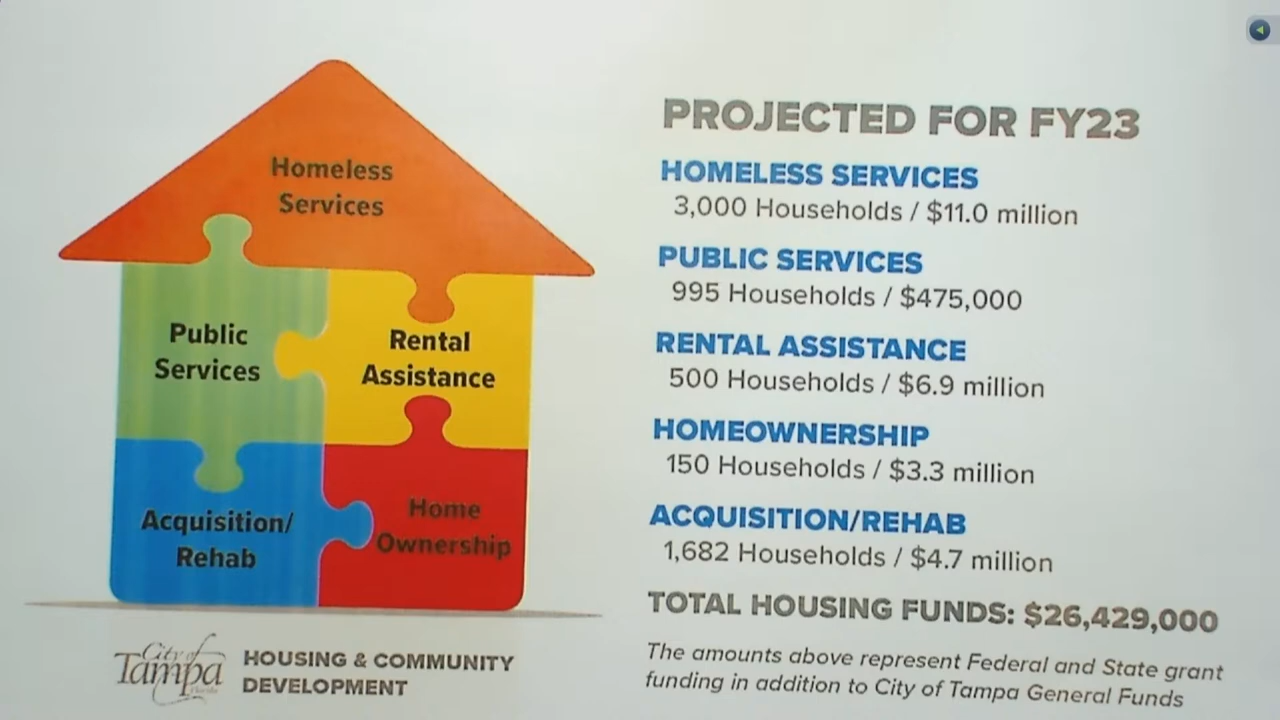 Homeless
Services
Public
Services
Rental
Assistance
Acquisition/
Rehab
Home
Ownership
City of
Tampa
Florida
HOUSING & COMMUNITY
DEVELOPMENT
PROJECTED FOR FY23
HOMELESS SERVICES
3,000 Households / $11.0 million
PUBLIC SERVICES
995 Households / $475,000
RENTAL ASSISTANCE
500 Households / $6.9 million
HOMEOWNERSHIP
150 Households / $3.3 million
ACQUISITION/REHAB
1,682 Households / $4.7 million
TOTAL HOUSING FUNDS: $26,429,000
The amounts above represent Federal and State grant
funding in addition to City of Tampa General Funds